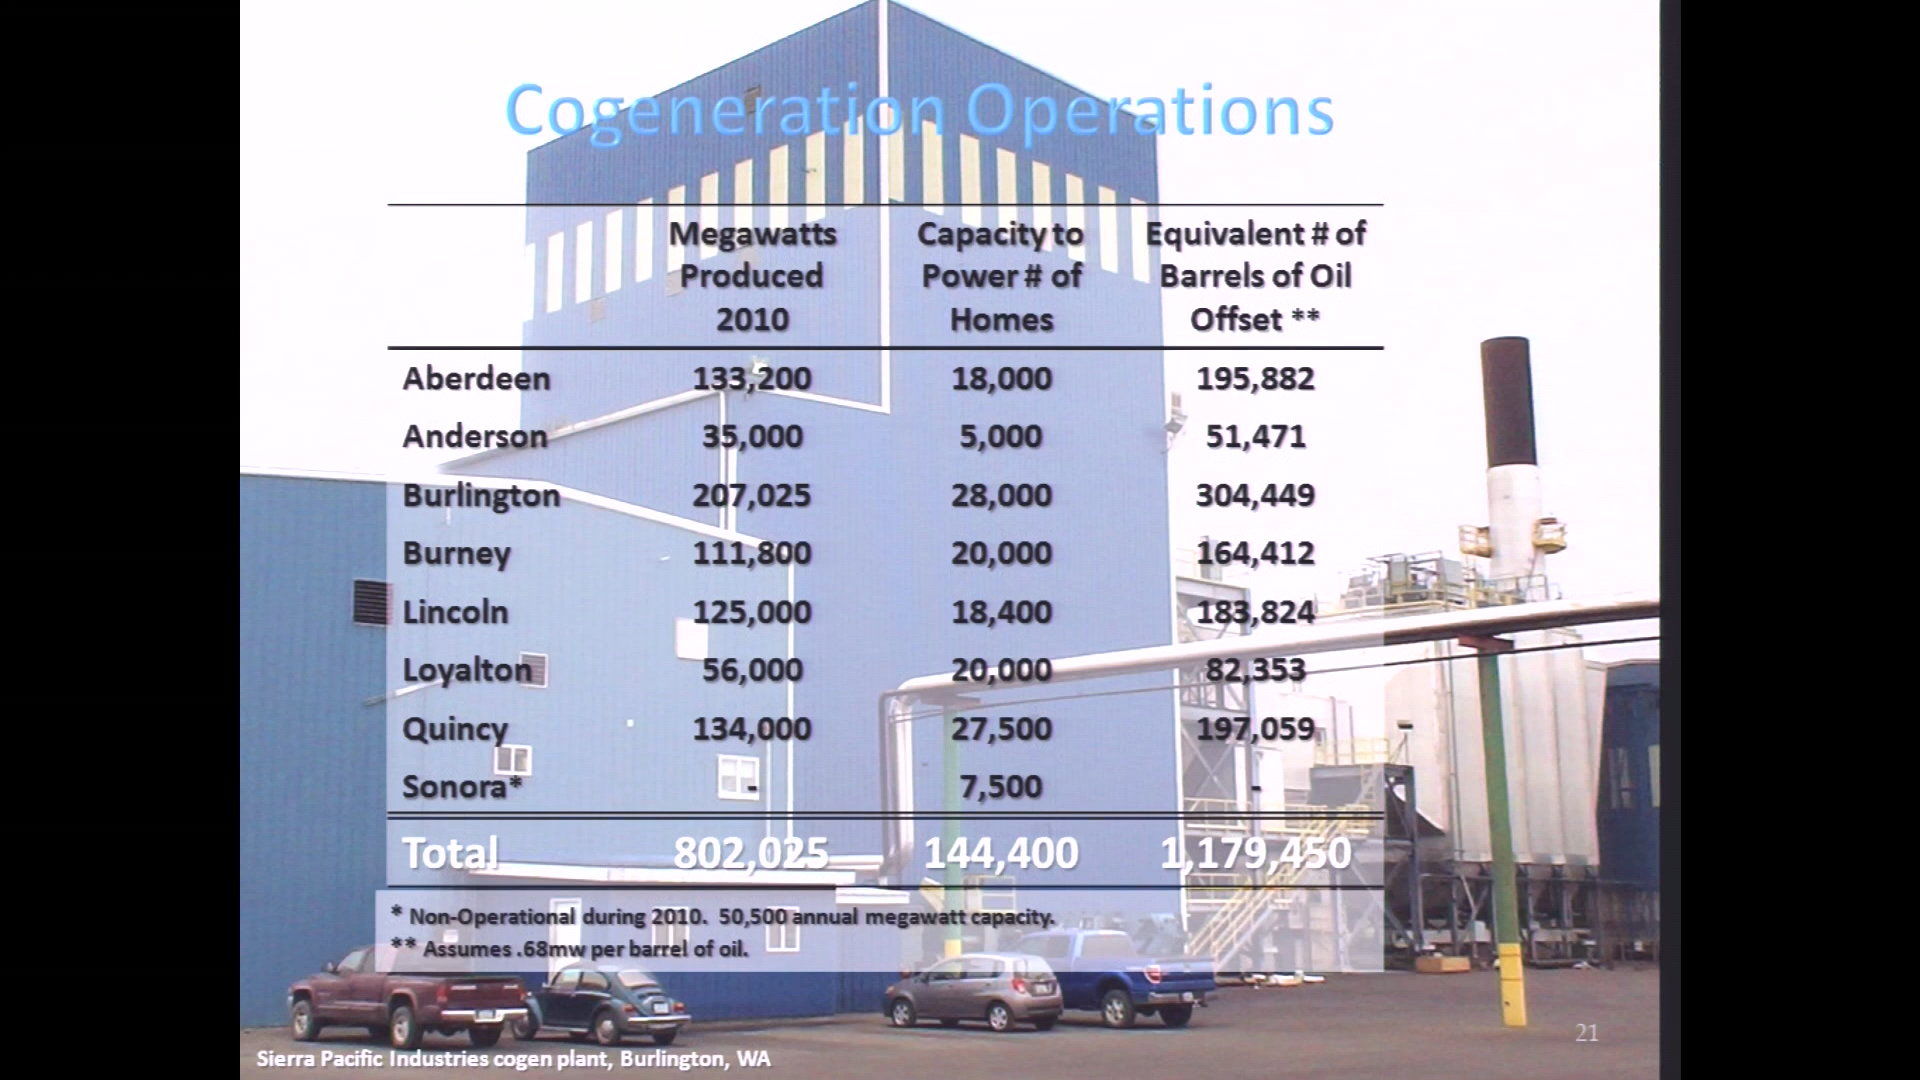 Cogeneration Operations
Megawatts Produced 2010 Capacity to Power # of Homes Equivalent # of Barrels of Oil Offset **
Aberdeen 133,200 18,000 195,882
Anderson 35,000 5,000 51,471
Burlington 207,025 28,000 304,449
Burney 111,800 20,000 164,412
Lincoln 125,000 18,400 183,824
Loyalton 56,000 20,000 82,353
Quincy 134,000 27,500 197,059
Sonora* - 7,500 -
Total 802,025 144,400 1,179,450
* Non-Operational during 2010. 50,500 annual megawatt capacity.
** Assumes .68mw per barrel of oil.
21
Sierra Pacific Industries cogen plant, Burlington, WA